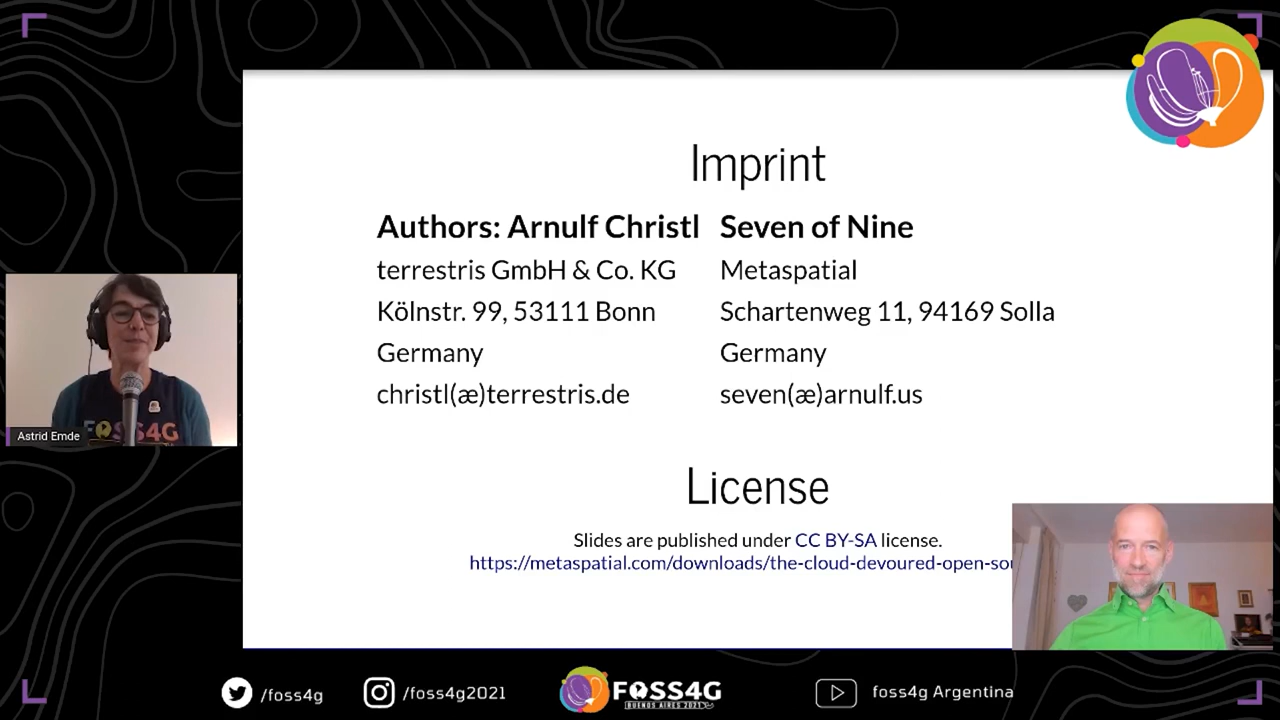 Imprint
Authors: Arnulf Christl
terrestris GmbH & Co. KG
Kölnstr. 99, 53111 Bonn
Germany
christl(æ)terrestris.de
Seven of Nine
Metaspatial
Schartenweg 11, 94169 Solla
Germany
seven(æ)arnulf.us
License
Slides are published under CC BY-SA license.
https://metaspatial.com/downloads/the-cloud-devoured-open-sou
FOSS4G
Astrid Emde
/foss4g
/foss4g2021
FOSS4G
BUENOS AIRES 2021
foss4g Argentina